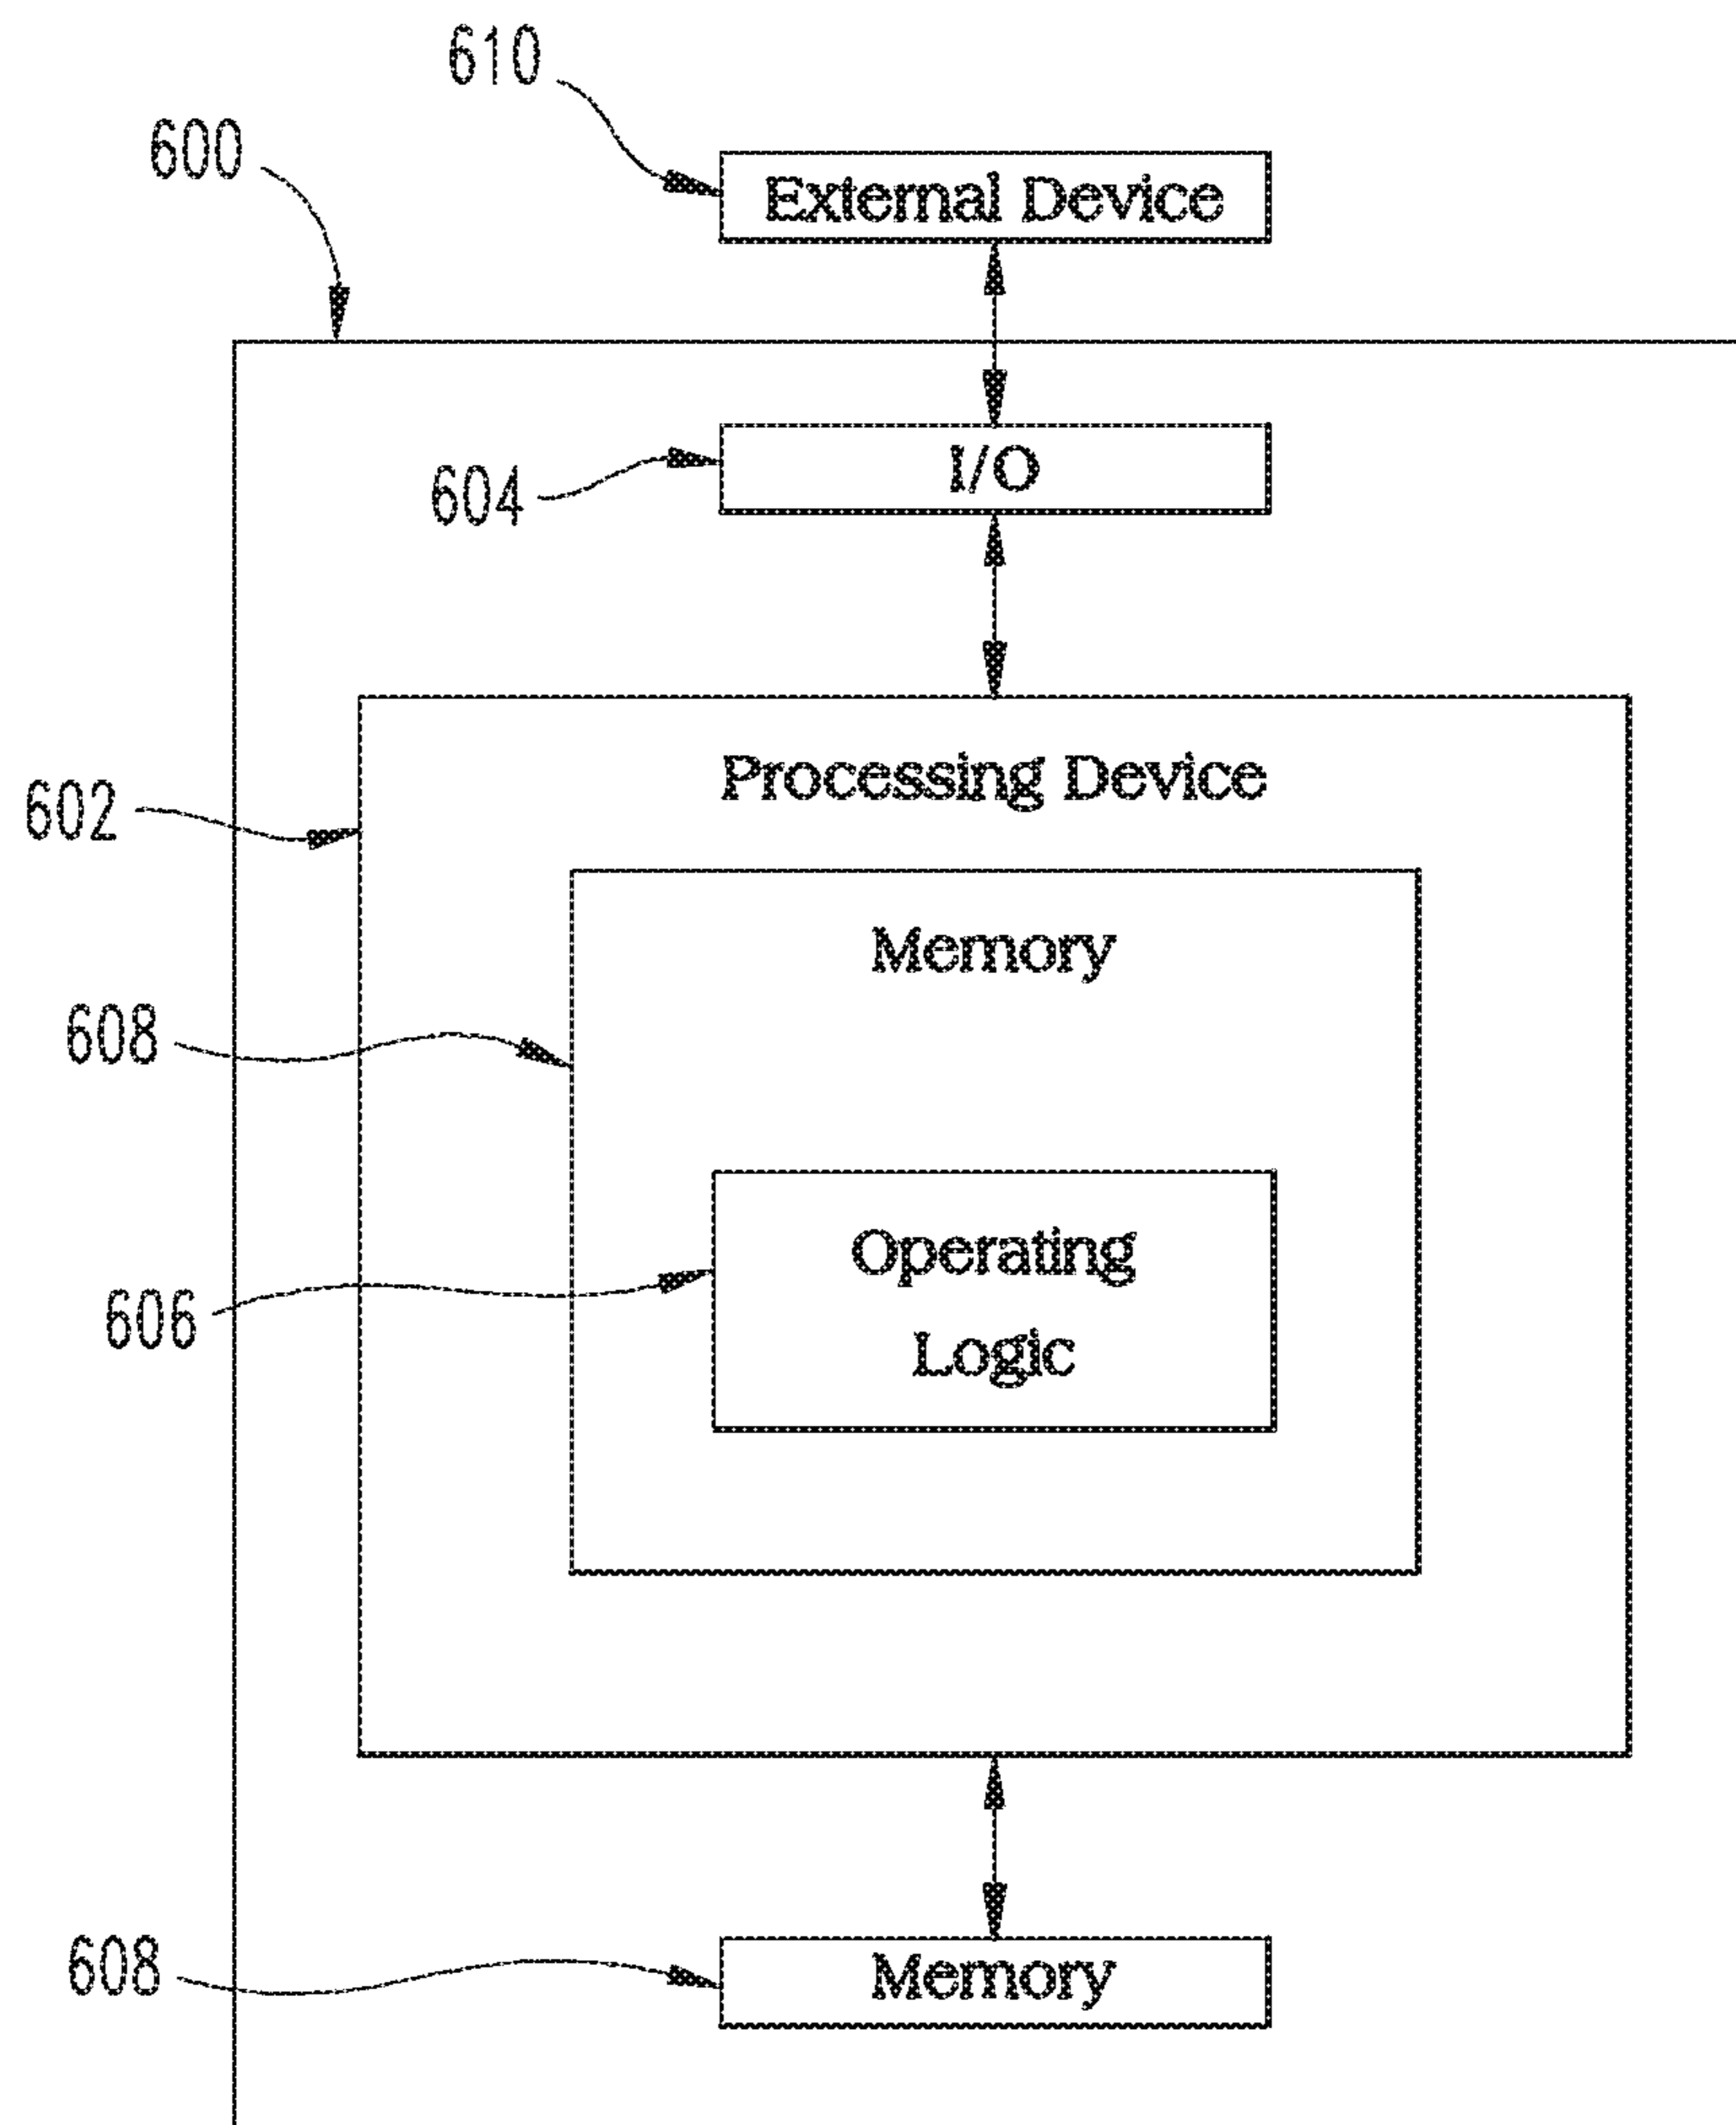 610
600
External Device
I/O
604
Processing Device
602
Memory
608
Operating
Logic
606
Memory
608